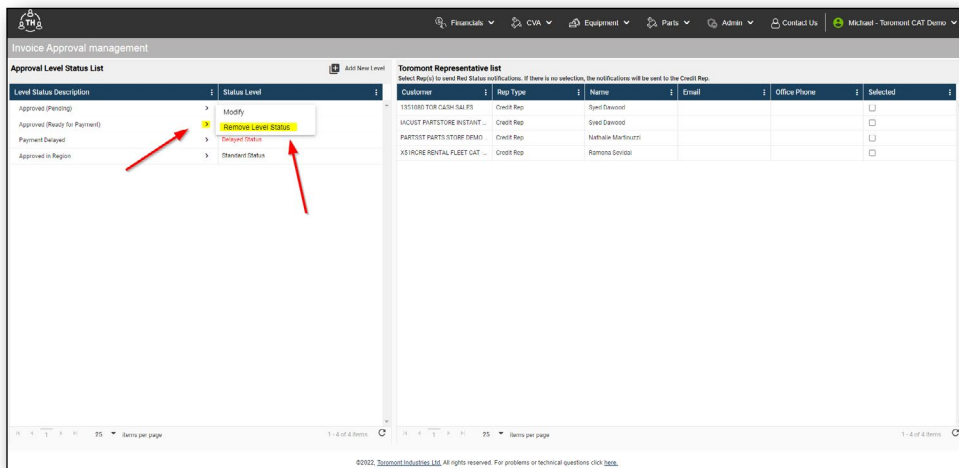 TH
Financials CVA Equipment Parts Admin Contact Us Michael - Toromont CAT Demo
Invoice Approval management
Approval Level Status List Add New Level
Level Status Description Status Level
Approved (Pending)
Approved (Ready for Payment)
Payment Delayed Delayed Status
Approved in Region Standard Status
Modify
Remove Level Status
1 25 items per page 1 - 4 of 4 items
Toromont Representative list
Select Rep(s) to send Red Status notifications. If there is no selection, the notifications will be sent to the Credit Rep.
Customer Rep Type Name Email Office Phone Selected
1351080 TOR CASH SALES Credit Rep Syed Dawood
IACUST PARTSTORE INSTANT ... Credit Rep Syed Dawood
PARTSST PARTS STORE DEMO Credit Rep Nathalie Martinuzzi
X51RCRE RENTAL FLEET CAT ... Credit Rep Ramona Sevidal
1 25 items per page 1 - 4 of 4 items
©2022, Toromont Industries Ltd. All rights reserved. For problems or technical questions click here.